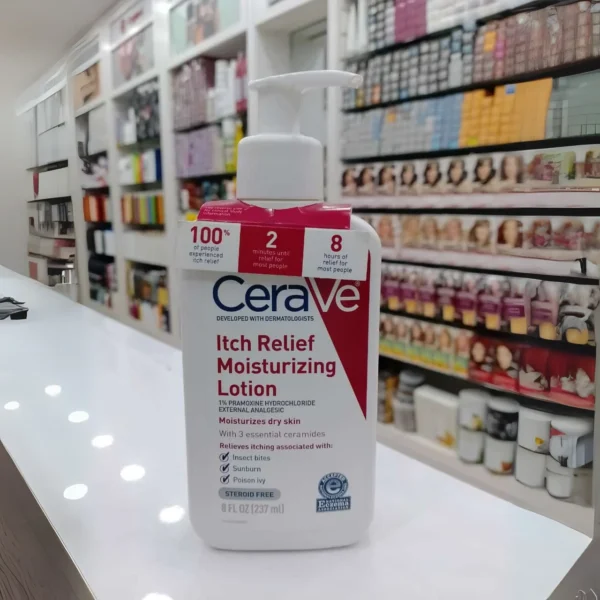 100%
of people
experienced
itch relief
2
minutes until
relief for
most people
8
hours of
relief for
most people
CeraVe®
DEVELOPED WITH DERMATOLOGISTS
Itch Relief
Moisturizing
Lotion
1% PRAMOXINE HYDROCHLORIDE
EXTERNAL ANALGESIC
Moisturizes dry skin
With 3 essential ceramides
Relieves itching associated with:
Insect bites
Sunburn
Poison ivy
STEROID FREE
8 FL OZ (237 ml)
Eczema